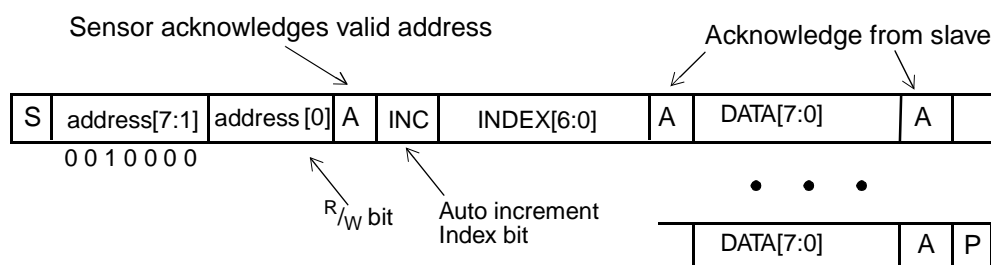 Sensor acknowledges valid address
Acknowledge from slave
S address[7:1] address [0] A INC INDEX[6:0] A DATA[7:0] A
0 0 1 0 0 0 0
R/W bit
Auto increment
Index bit
DATA[7:0] A P